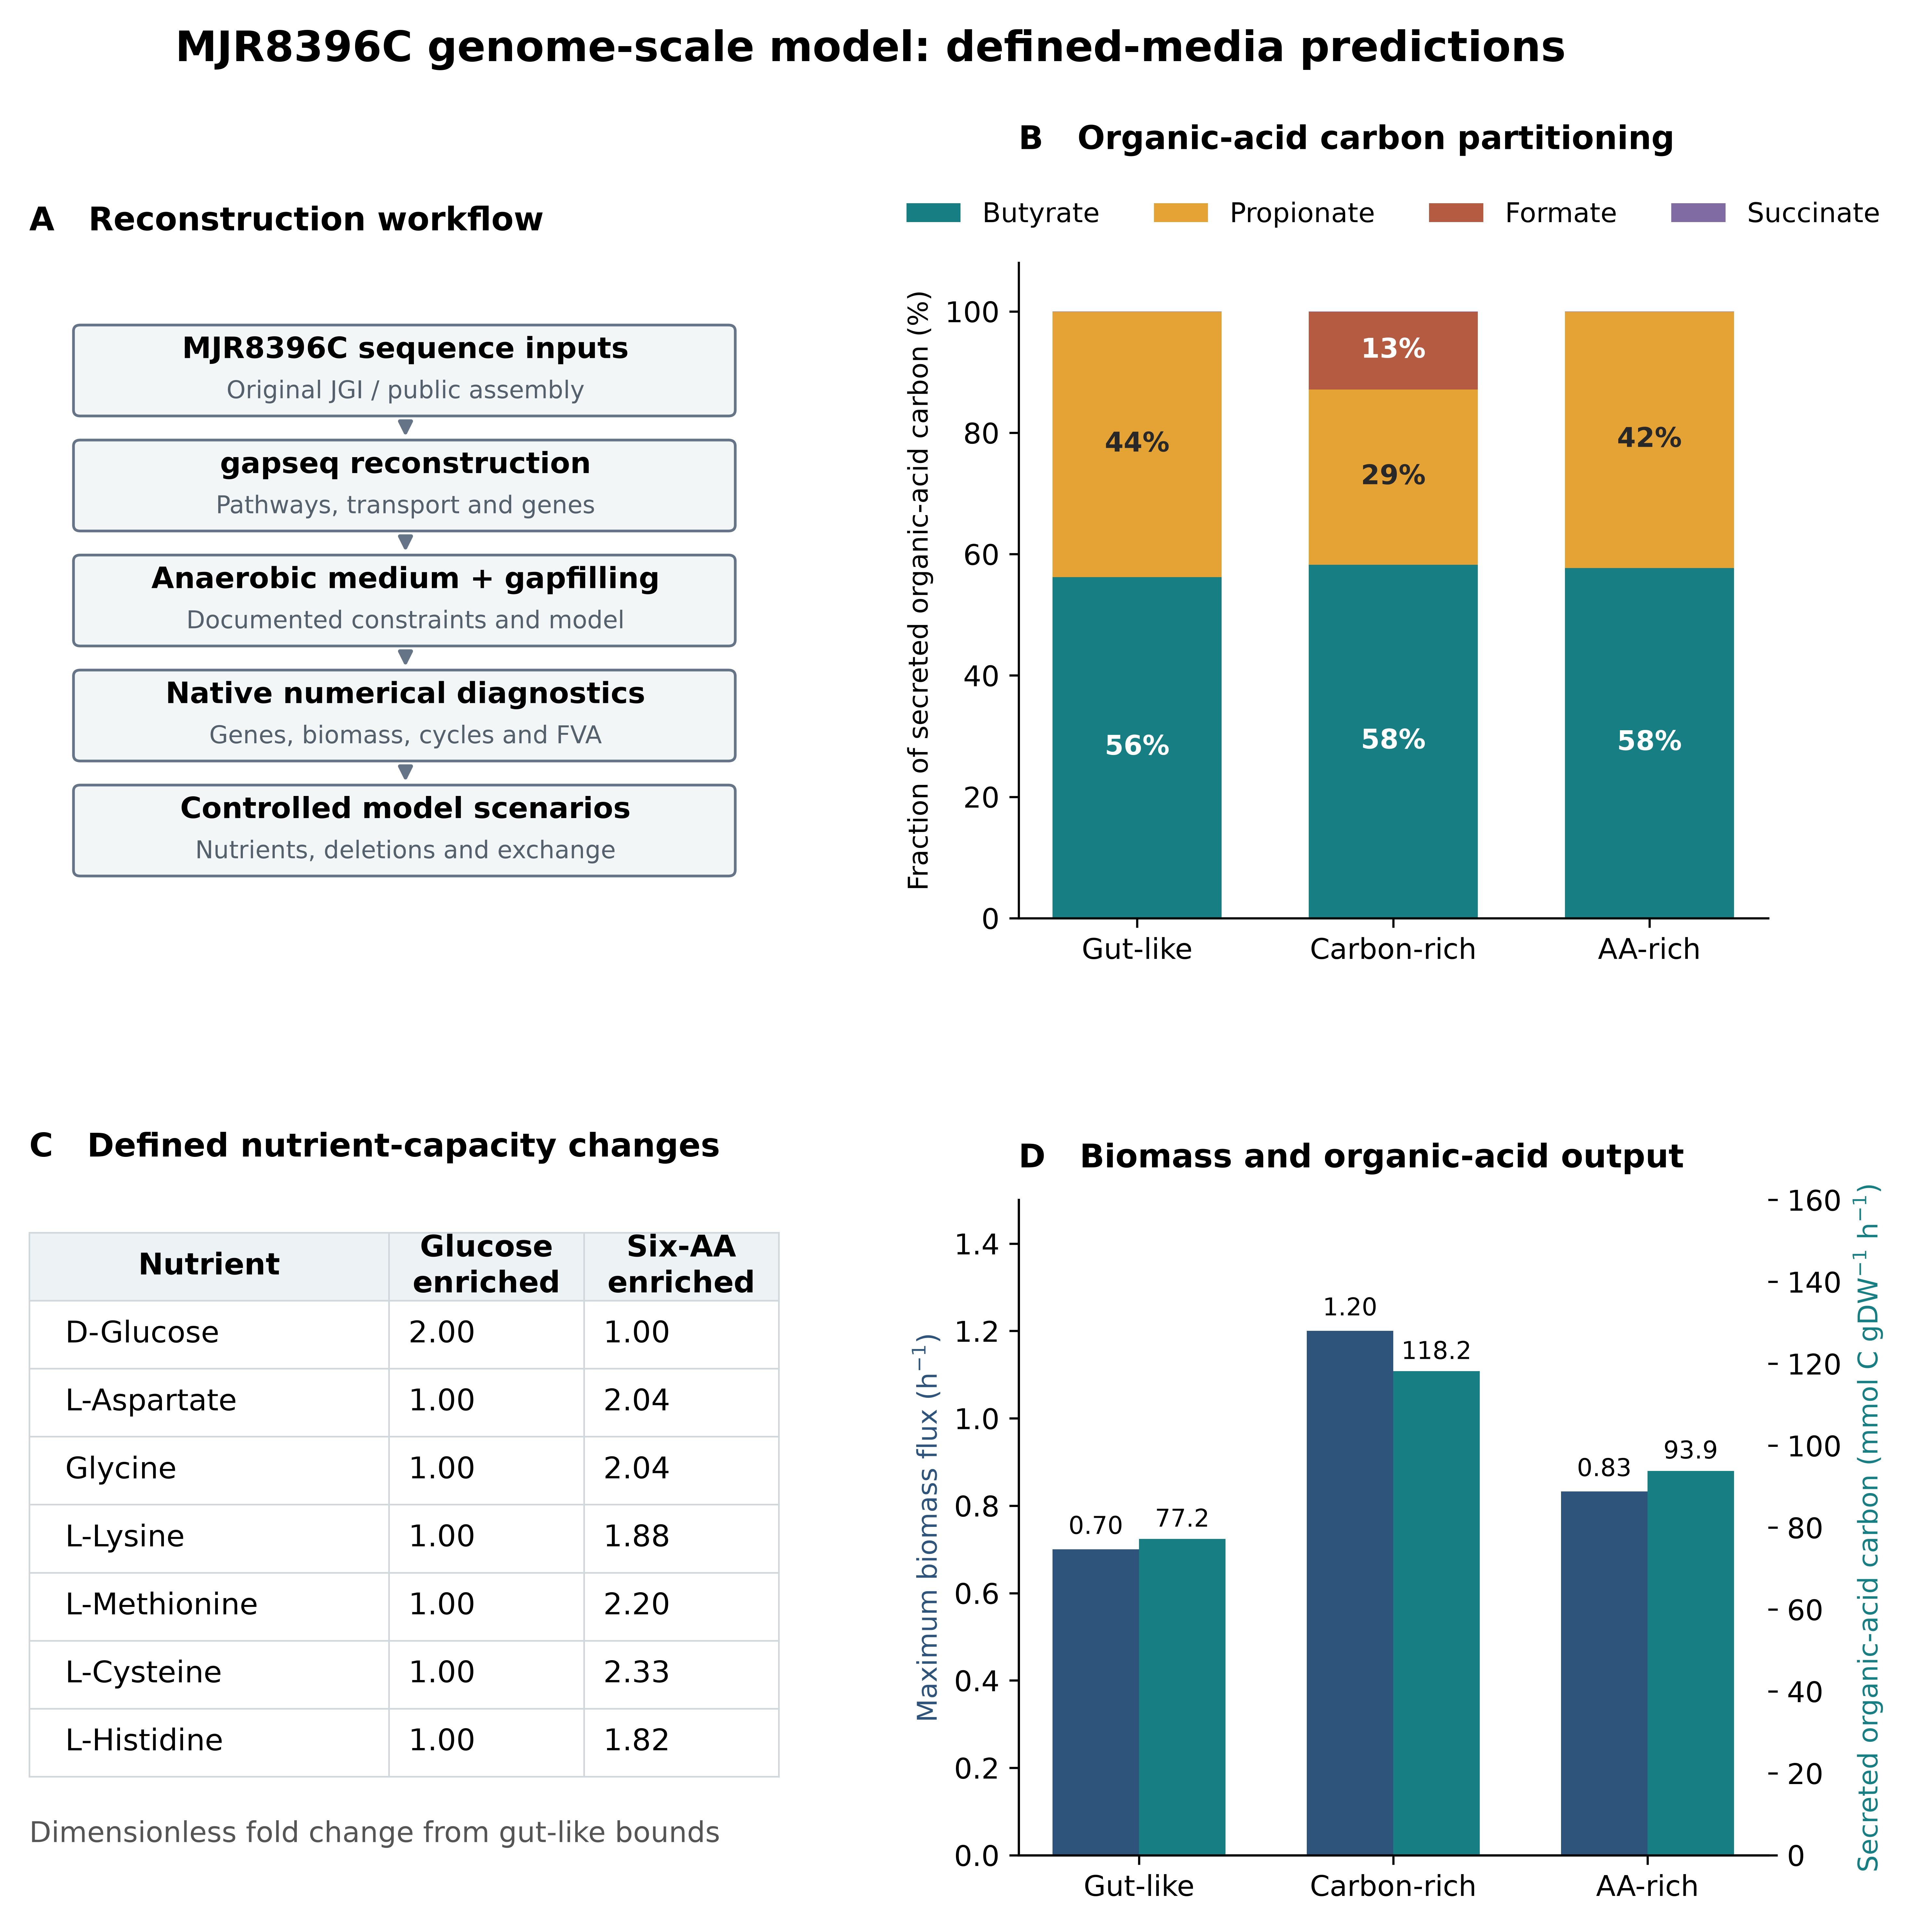 MJR8396C genome-scale model: defined-media predictions
A Reconstruction workflow
MJR8396C sequence inputs
Original JGI / public assembly
gapseq reconstruction
Pathways, transport and genes
Anaerobic medium + gapfilling
Documented constraints and model
Native numerical diagnostics
Genes, biomass, cycles and FVA
Controlled model scenarios
Nutrients, deletions and exchange
B Organic-acid carbon partitioning
Butyrate Propionate Formate Succinate
Fraction of secreted organic-acid carbon (%)
100
80
60
40
20
0
44%
56%
13%
29%
58%
42%
58%
Gut-like Carbon-rich AA-rich
C Defined nutrient-capacity changes
Nutrient Glucose enriched Six-AA enriched
D-Glucose 2.00 1.00
L-Aspartate 1.00 2.04
Glycine 1.00 2.04
L-Lysine 1.00 1.88
L-Methionine 1.00 2.20
L-Cysteine 1.00 2.33
L-Histidine 1.00 1.82
Dimensionless fold change from gut-like bounds
D Biomass and organic-acid output
Maximum biomass flux (h⁻¹)
1.4
1.2
1.0
0.8
0.6
0.4
0.2
0.0
0.70 77.2
1.20 118.2
0.83 93.9
Gut-like Carbon-rich AA-rich
160
140
120
100
80
60
40
20
0
Secreted organic-acid carbon (mmol C gDW⁻¹ h⁻¹)